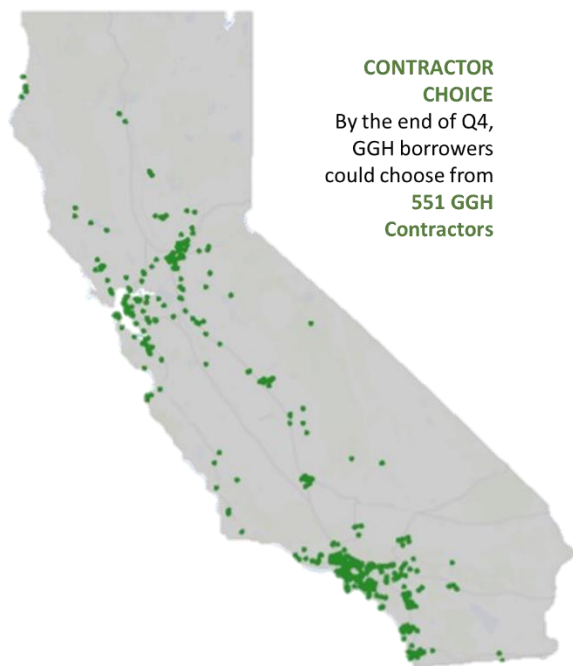 CONTRACTOR
CHOICE
By the end of Q4,
GGH borrowers
could choose from
551 GGH
Contractors